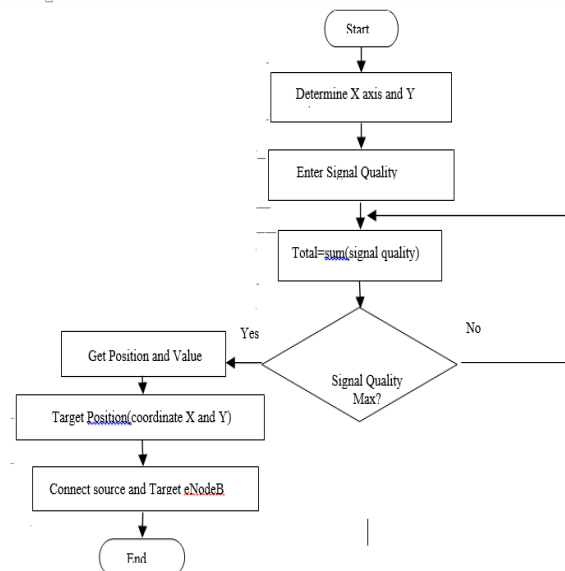 Start
Determine X axis and Y
Enter Signal Quality
Total=sum(signal quality)
Yes
No
Signal Quality
Max?
Get Position and Value
Target Position(coordinate X and Y)
Connect source and Target eNodeB
End